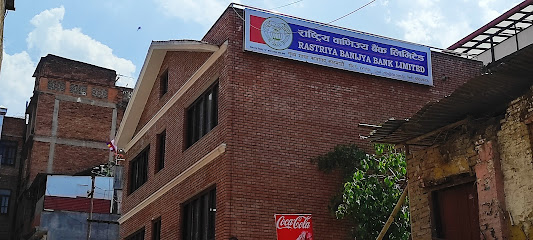 राष्ट्रिय वाणिज्य बैंक लिमिटेड
RASTRIYA BANIJYA BANK LIMITED
Coca-Cola